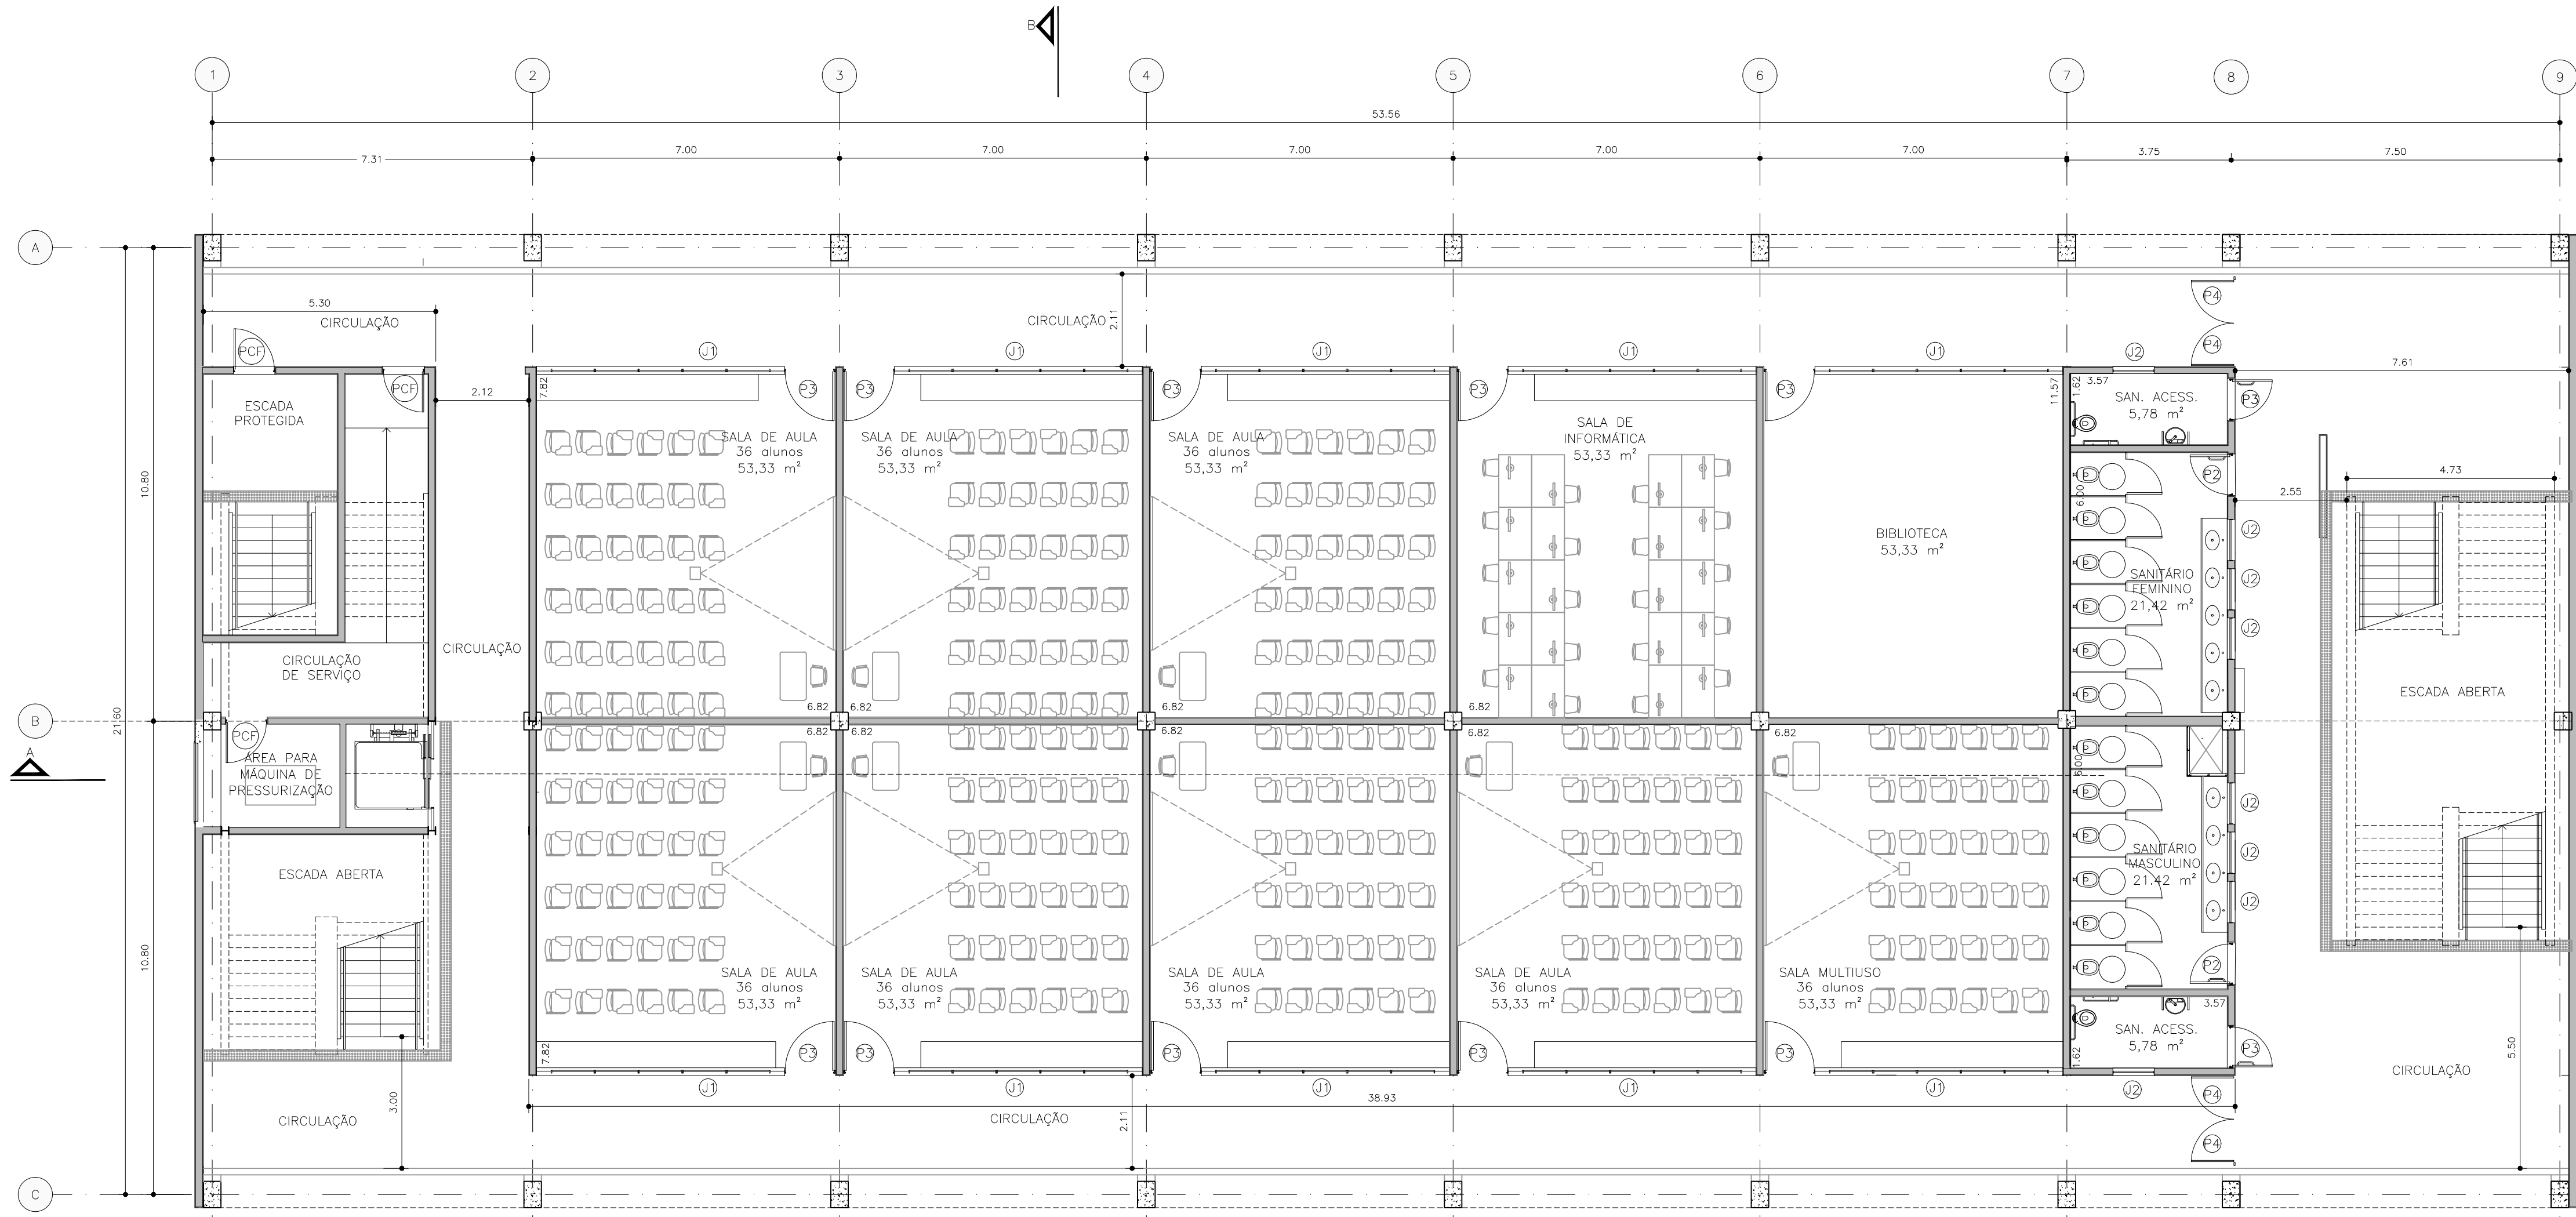 B
1 2 3 4 5 6 7 8 9
53.56
7.31 7.00 7.00 7.00 7.00 7.00 3.75 7.50
A
5.30
CIRCULAÇÃO
CIRCULAÇÃO
2.11
P4
P4
PCF
PCF
J1 J1 J1 J1 J1 J2
7.61
2.12
ESCADA
PROTEGIDA
7.82
P3 P3 P3 P3 P3
11.57
1.62
3.57
SAN. ACESS.
5,78 m²
P3
SALA DE AULA
36 alunos
53,33 m²
SALA DE AULA
36 alunos
53,33 m²
SALA DE AULA
36 alunos
53,33 m²
SALA DE
INFORMÁTICA
53,33 m²
BIBLIOTECA
53,33 m²
P2
6.00
4.73
2.55
10.80
J2
J2
J2
SANITÁRIO
FEMININO
21,42 m²
CIRCULAÇÃO
CIRCULAÇÃO
DE SERVIÇO
ESCADA ABERTA
6.82 6.82 6.82 6.82
B
21.60
6.82 6.82 6.82 6.82 6.82
A
PCF
ÁREA PARA
MÁQUINA DE
PRESSURIZAÇÃO
6.00
J2
J2
J2
SANITÁRIO
MASCULINO
21.42 m²
ESCADA ABERTA
10.80
SALA DE AULA
36 alunos
53,33 m²
SALA DE AULA
36 alunos
53,33 m²
SALA DE AULA
36 alunos
53,33 m²
SALA DE AULA
36 alunos
53,33 m²
SALA MULTIUSO
36 alunos
53,33 m²
P2
3.57
SAN. ACESS.
5,78 m²
1.62
7.82
P3 P3 P3 P3 P3 P3
5.50
CIRCULAÇÃO
J1 J1 J1 J1 J1 J2
P4
P4
3.00
38.93
CIRCULAÇÃO
CIRCULAÇÃO
2.11
C